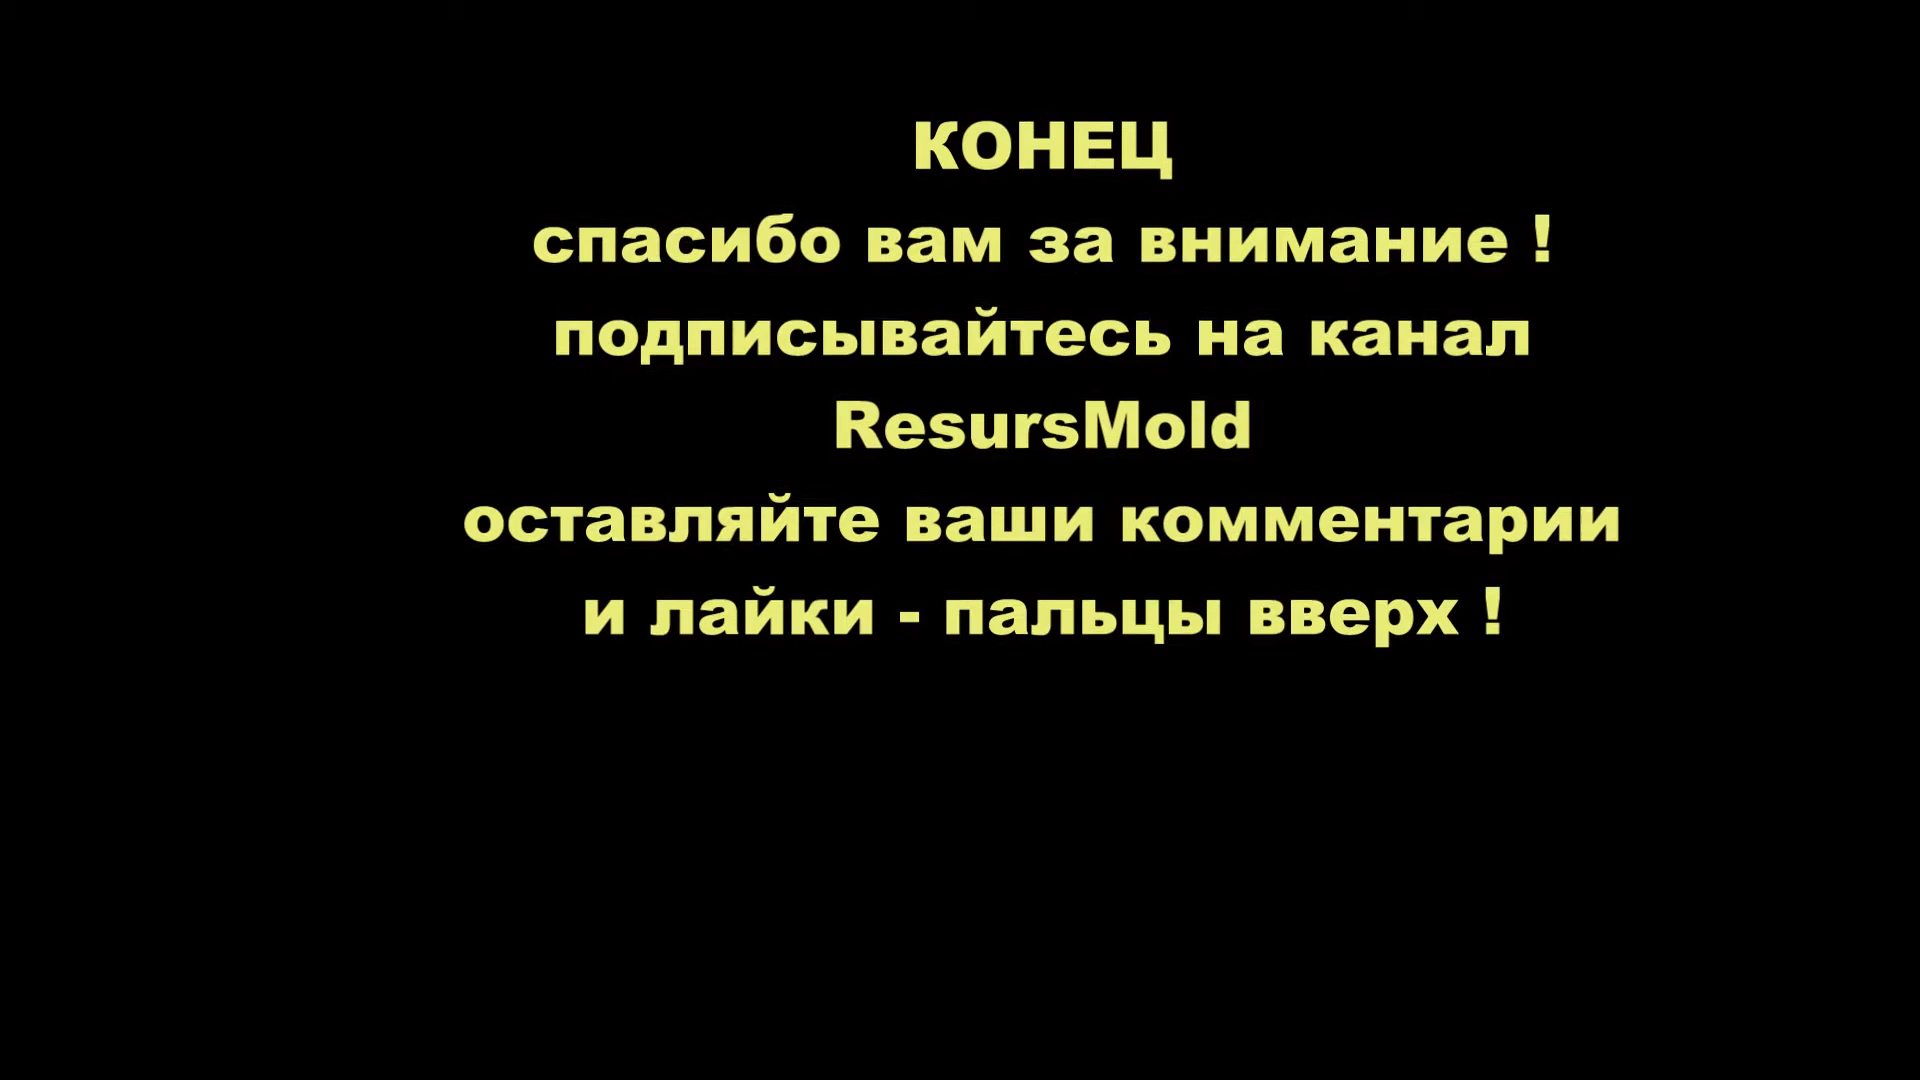 КОНЕЦ
спасибо вам за внимание !
подписывайтесь на канал
ResursMold
оставляйте ваши комментарии
и лайки - пальцы вверх !